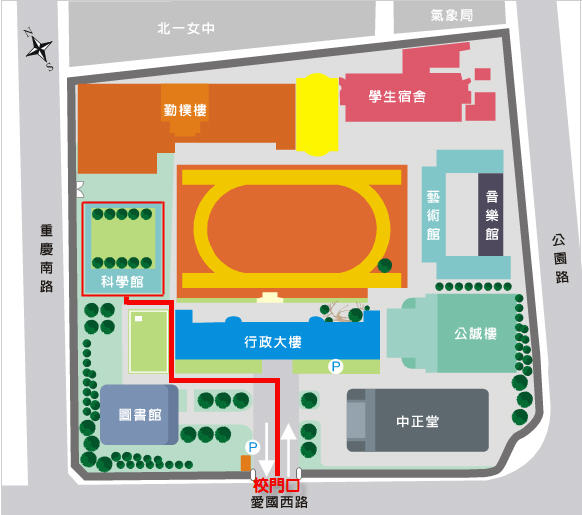 北一女中
氣象局
N
S
勤樸樓
學生宿舍
藝術館
音樂館
重慶南路
公園路
科學館
行政大樓
公誠樓
P
圖書館
中正堂
P
校門口
愛國西路